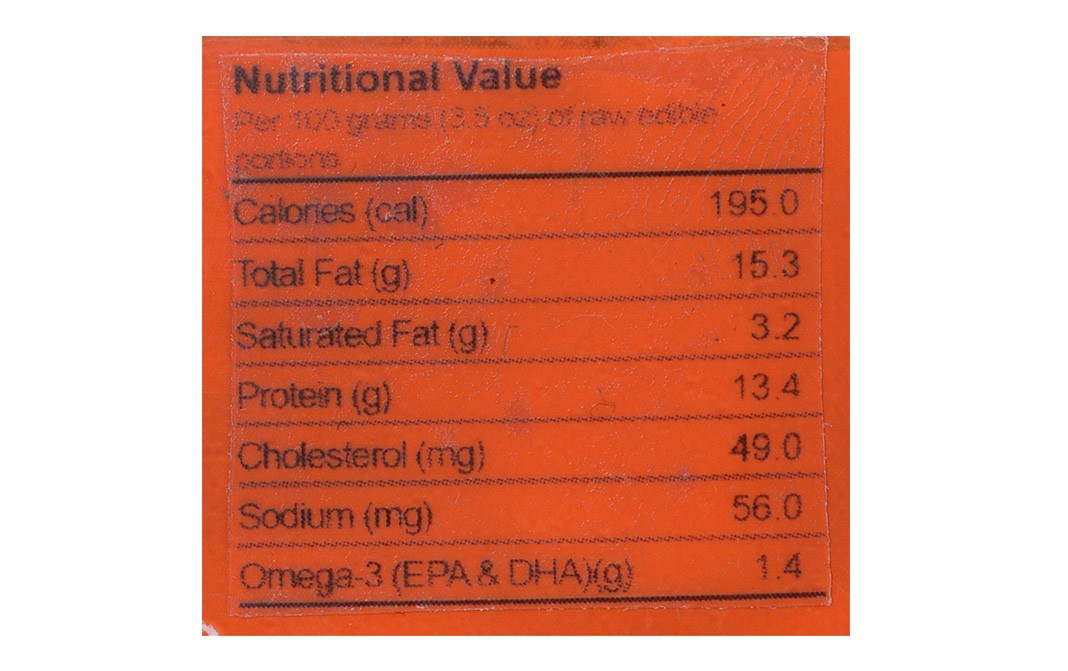 Nutritional Value
Per 100 grams (3.5 oz) of raw edible
portions
Calories (cal) 195.0
Total Fat (g) 15.3
Saturated Fat (g) 3.2
Protein (g) 13.4
Cholesterol (mg) 49.0
Sodium (mg) 56.0
Omega-3 (EPA & DHA)(g) 1.4